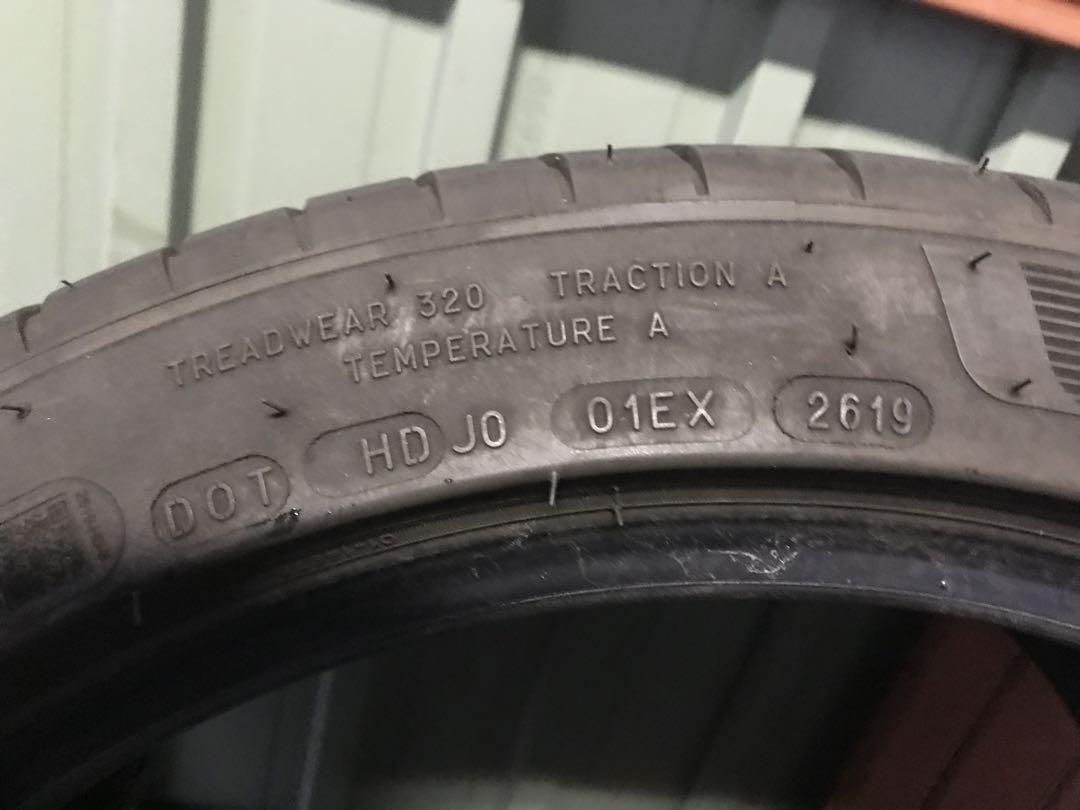 TREADWEAR 320 TRACTION A
TEMPERATURE A
DOT HD J0 01EX 2619